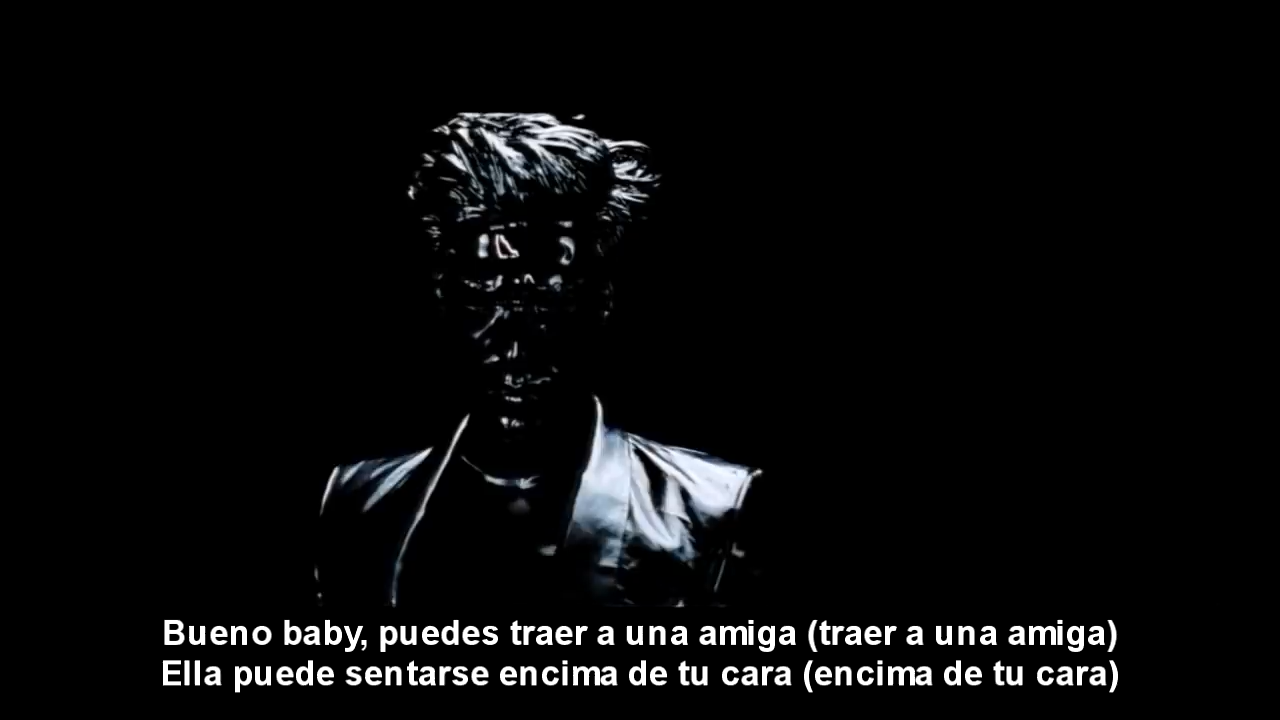 Bueno baby, puedes traer a una amiga (traer a una amiga)
Ella puede sentarse encima de tu cara (encima de tu cara)